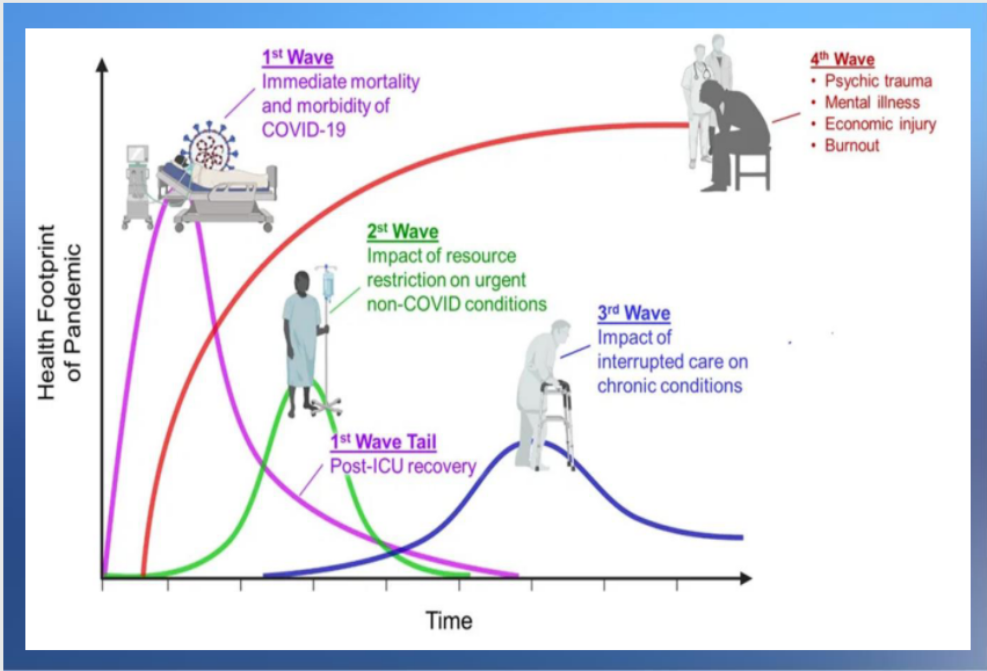 1st Wave
Immediate mortality
and morbidity of
COVID-19
4th Wave
• Psychic trauma
• Mental illness
• Economic injury
• Burnout
2st Wave
Impact of resource
restriction on urgent
non-COVID conditions
3rd Wave
Impact of
interrupted care on
chronic conditions
1st Wave Tail
Post-ICU recovery
Health Footprint
of Pandemic
Time